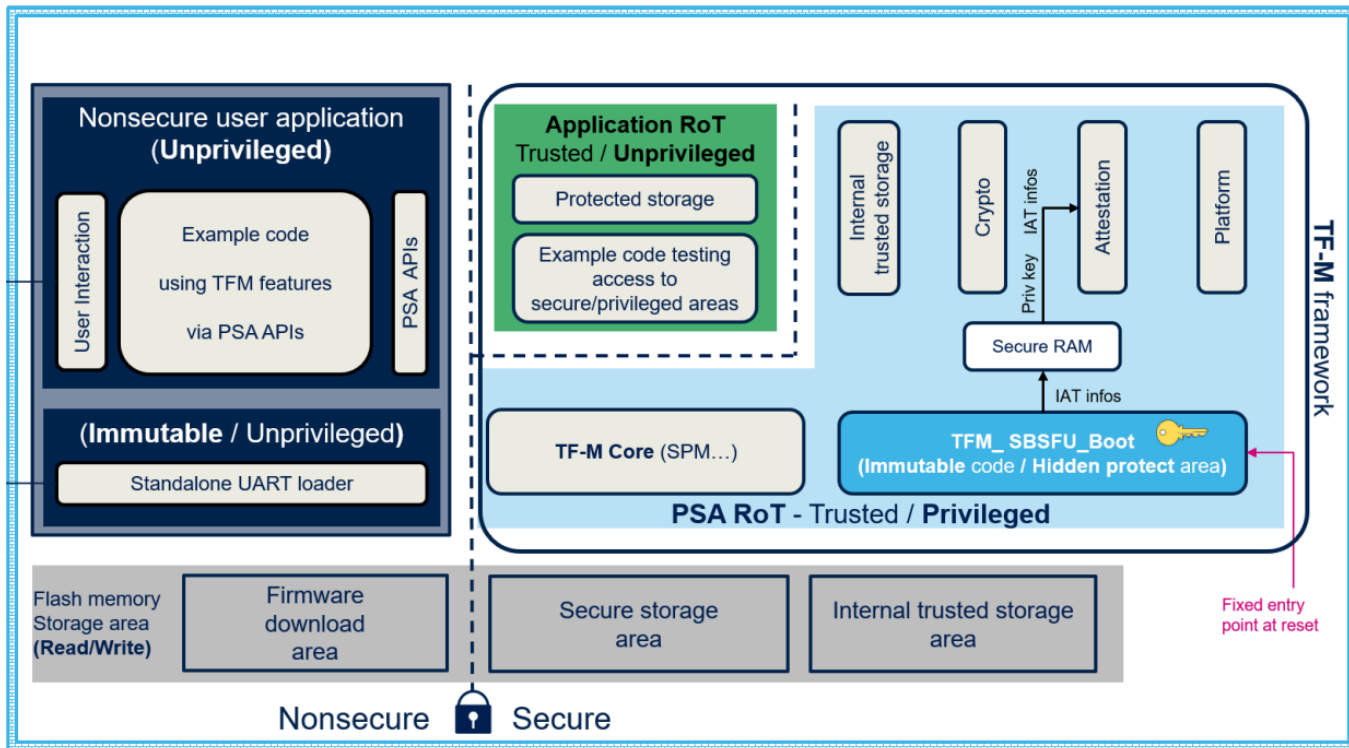 Nonsecure user application
(Unprivileged)
User Interaction
Example code
using TFM features
via PSA APIs
PSA APIs
(Immutable / Unprivileged)
Standalone UART loader
Application RoT
Trusted / Unprivileged
Protected storage
Example code testing
access to
secure/privileged areas
Internal
trusted storage
Crypto
Priv key IAT infos
Attestation
Platform
TF-M framework
Secure RAM
IAT infos
TF-M Core (SPM…)
TFM_ SBSFU_Boot
(Immutable code / Hidden protect area)
PSA RoT - Trusted / Privileged
Flash memory
Storage area
(Read/Write)
Firmware
download
area
Secure storage
area
Internal trusted storage
area
Fixed entry
point at reset
Nonsecure
Secure